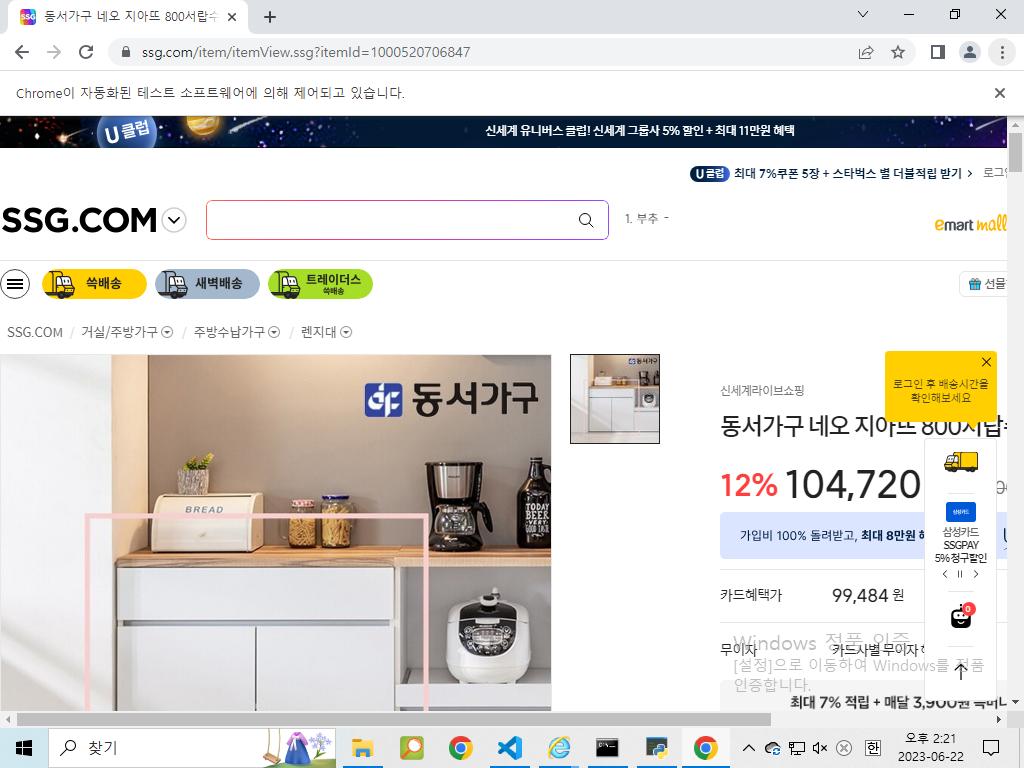 동서가구 네오 지아뜨 800서랍수
ssg.com/item/itemView.ssg?itemId=1000520706847
Chrome이 자동화된 테스트 소프트웨어에 의해 제어되고 있습니다.
U클럽
신세계 유니버스 클럽! 신세계 그룹사 5% 할인 + 최대 11만원 혜택
U클럽 최대 7%쿠폰 5장 + 스타벅스 별 더블적립 받기 >
SSG.COM
1. 부추 -
emart mall
쓱배송
새벽배송
트레이더스
쓱배송
선물
SSG.COM / 거실/주방가구 / 주방수납가구 / 렌지대
동서가구
BREAD
TODAY
BEER
VERY
GOOD TASTE
동서가구
신세계라이브쇼핑
로그인 후 배송시간을
확인해보세요
동서가구 네오 지아뜨 800서랍
12% 104,720
가입비 100% 돌려받고, 최대 8만원
삼성카드
삼성카드
SSGPAY
5% 청구할인
카드혜택가 99,484 원
0
무이자 카드사별 무이자
Windows 정품 인증
[설정]으로 이동하여 Windows를 정품
인증합니다.
최대 7% 적립 + 매달 3,900원
찾기
오후 2:21
2023-06-22
한